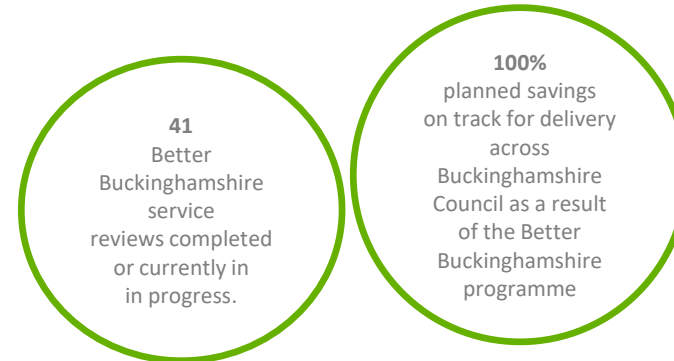 41
Better
Buckinghamshire
service
reviews completed
or currently in
in progress.
100%
planned savings
on track for delivery
across
Buckinghamshire
Council as a result
of the Better
Buckinghamshire
programme